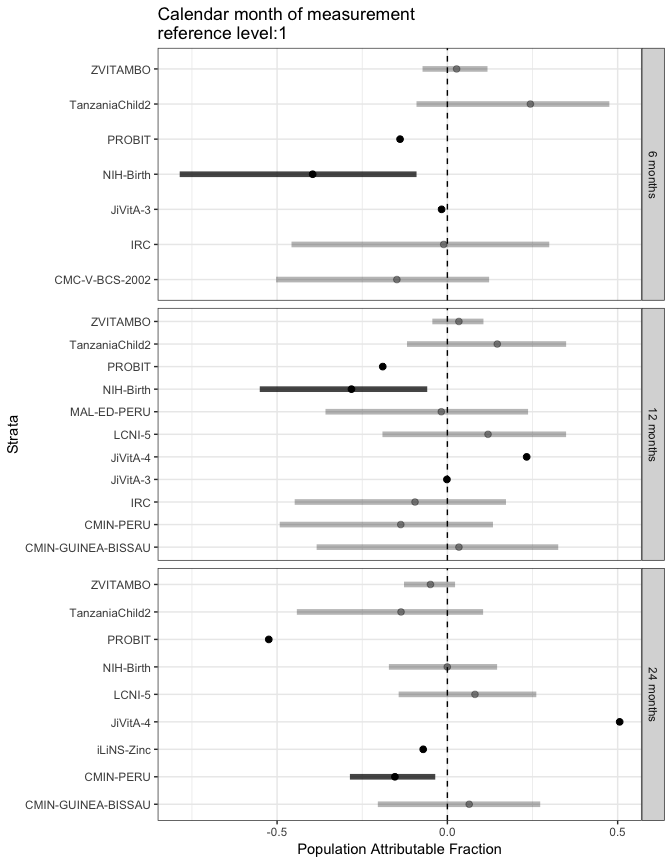 Calendar month of measurement
reference level:1
ZVITAMBO
TanzaniaChild2
PROBIT
NIH-Birth
JiVitA-3
IRC
CMC-V-BCS-2002
6 months
ZVITAMBO
TanzaniaChild2
PROBIT
NIH-Birth
MAL-ED-PERU
LCNI-5
JiVitA-4
JiVitA-3
IRC
CMIN-PERU
CMIN-GUINEA-BISSAU
12 months
ZVITAMBO
TanzaniaChild2
PROBIT
NIH-Birth
LCNI-5
JiVitA-4
iLiNS-Zinc
CMIN-PERU
CMIN-GUINEA-BISSAU
24 months
Strata
-0.5
0.0
0.5
Population Attributable Fraction